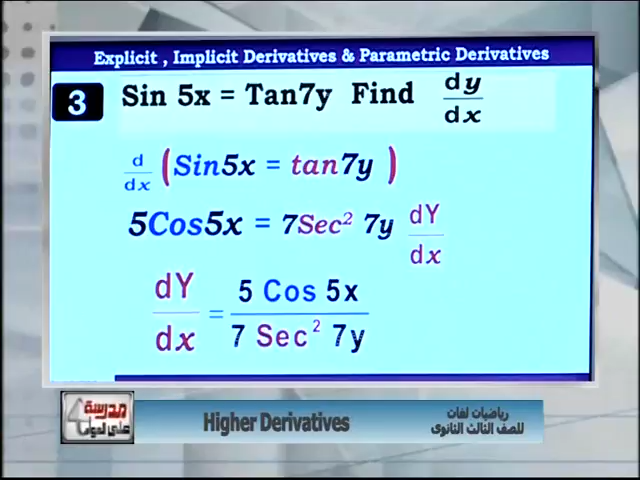 Explicit , Implicit Derivatives & Parametric Derivatives
3 Sin 5x = Tan7y Find dy/dx
d/dx (Sin5x = tan7y)
5Cos5x = 7Sec² 7y dY/dx
dY/dx = 5 Cos 5x / 7 Sec² 7y
مدرسة
على الهواء
Higher Derivatives
رياضيات لغات
للصف الثالث الثانوى